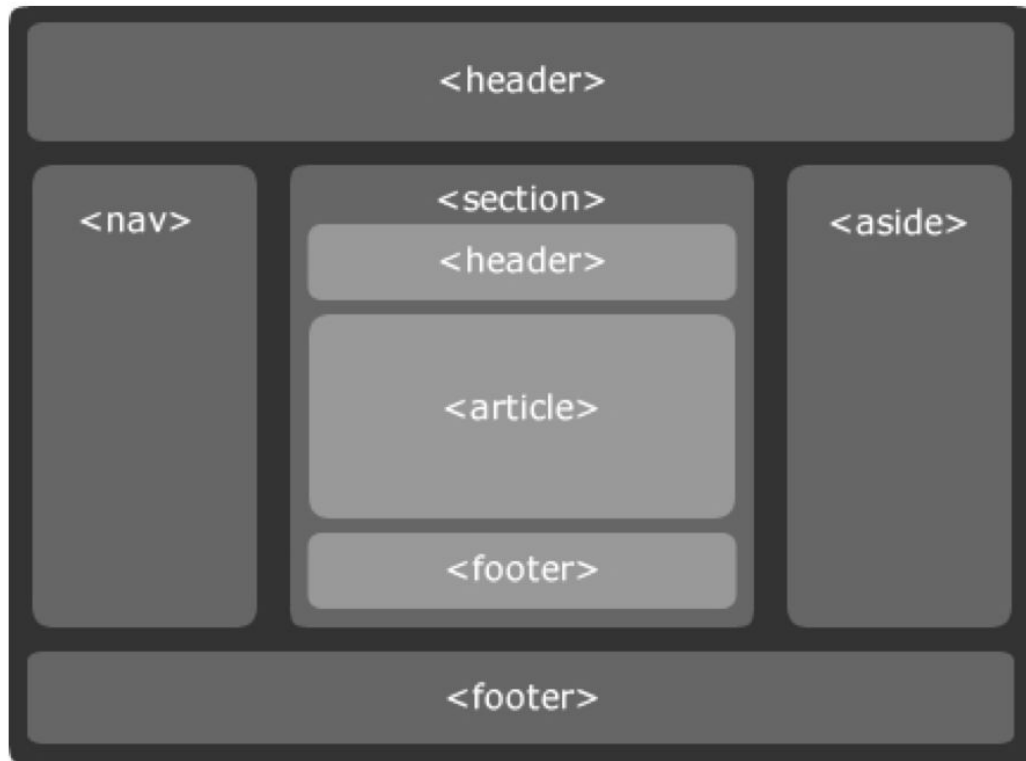 <header>
<nav>
<section>
<header>
<article>
<footer>
<aside>
<footer>